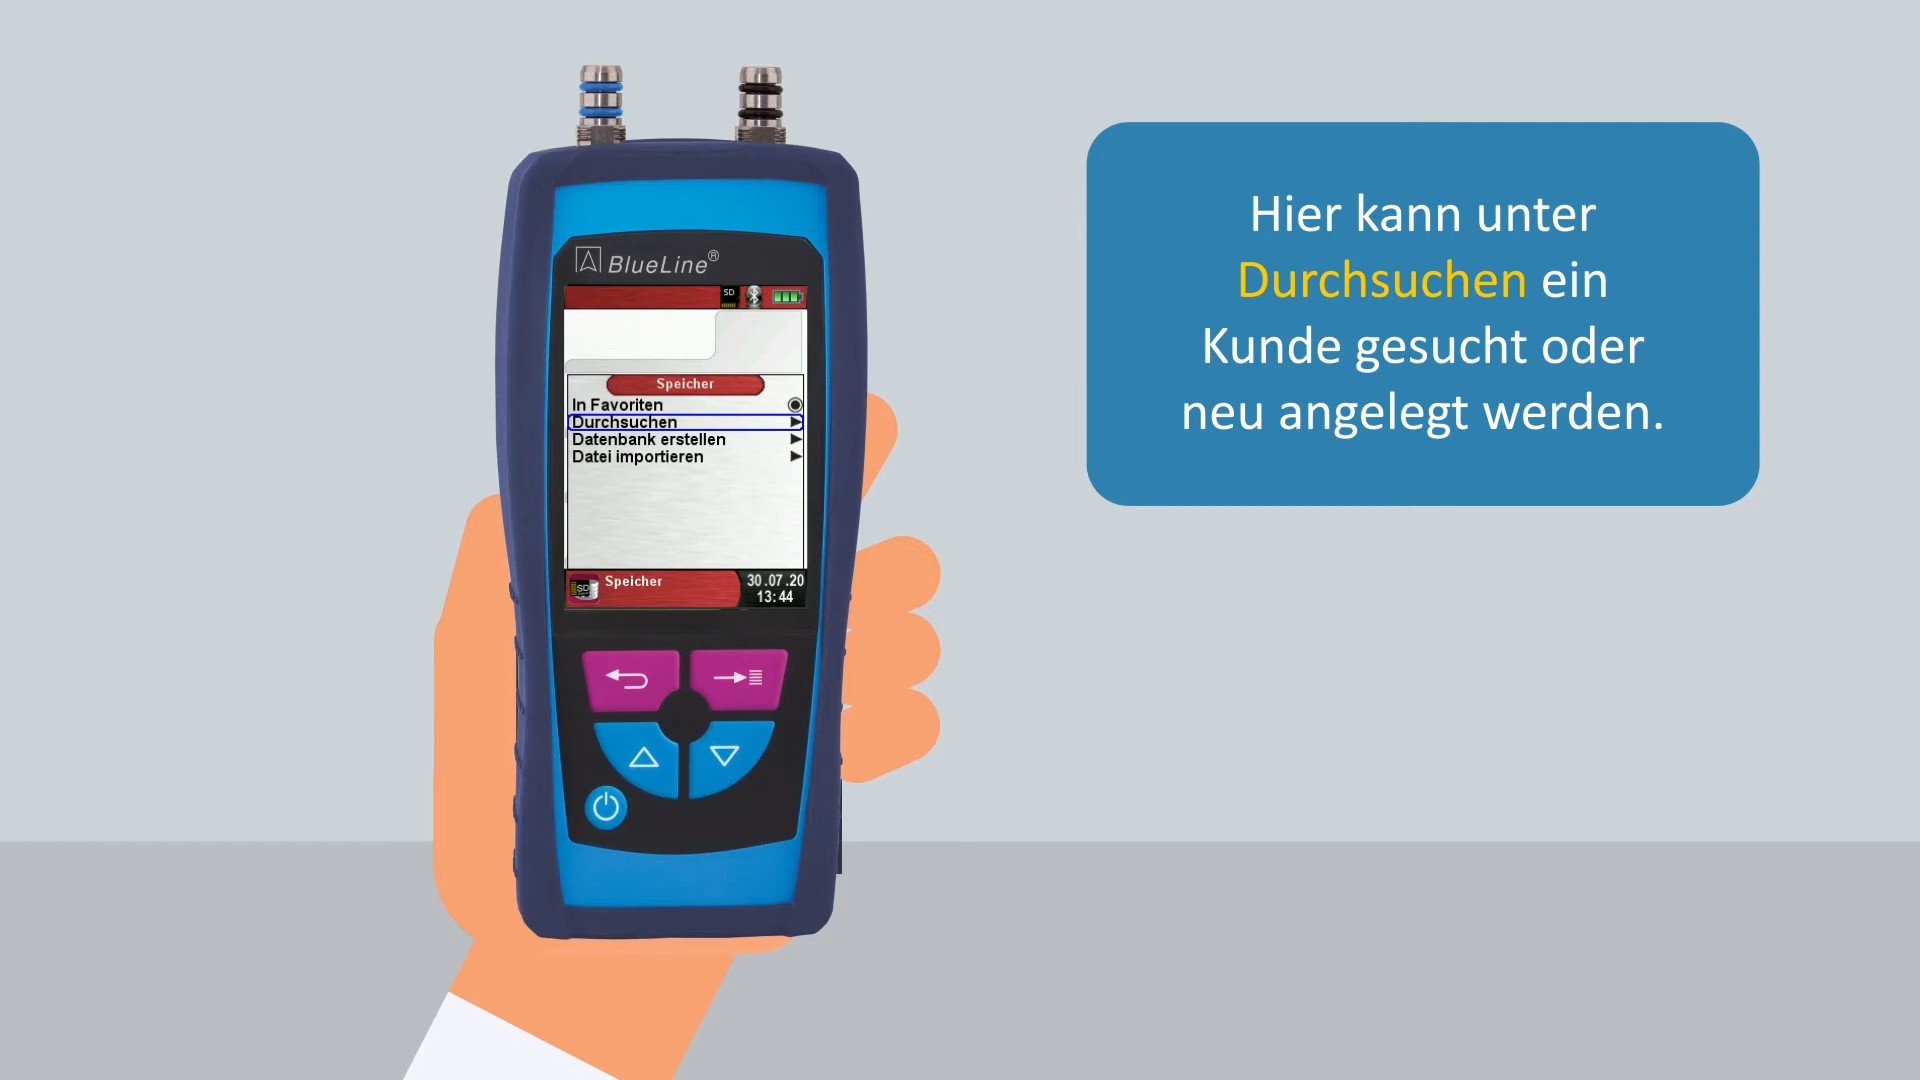 BlueLine®
SD
Speicher
In Favoriten
Durchsuchen
Datenbank erstellen
Datei importieren
SD
Speicher
30.07.20
13:44
Hier kann unter
Durchsuchen ein
Kunde gesucht oder
neu angelegt werden.